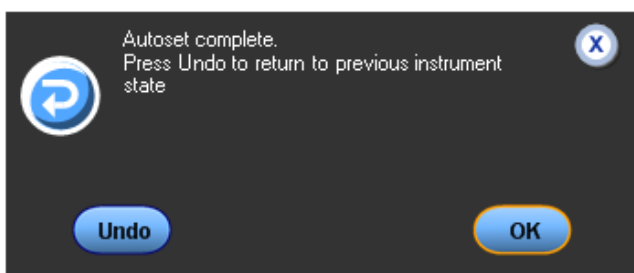 Autoset complete.
Press Undo to return to previous instrument
state
X
Undo
OK